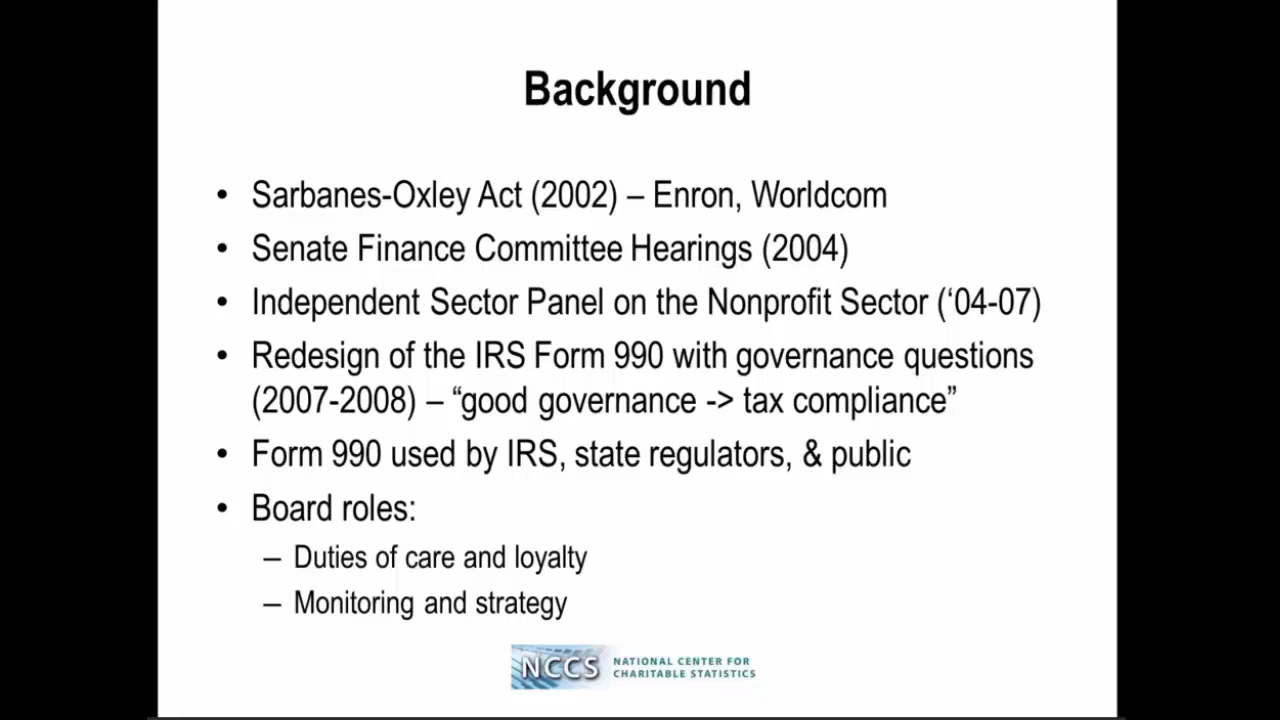 Background
• Sarbanes-Oxley Act (2002) – Enron, Worldcom
• Senate Finance Committee Hearings (2004)
• Independent Sector Panel on the Nonprofit Sector (‘04-07)
• Redesign of the IRS Form 990 with governance questions
(2007-2008) – “good governance -> tax compliance”
• Form 990 used by IRS, state regulators, & public
• Board roles:
– Duties of care and loyalty
– Monitoring and strategy
NCCS
NATIONAL CENTER FOR
CHARITABLE STATISTICS